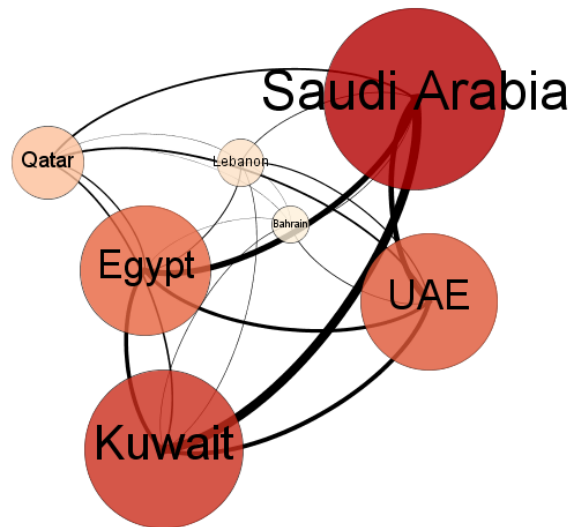 Saudi Arabia
Qatar
Lebanon
Bahrain
Egypt
UAE
Kuwait